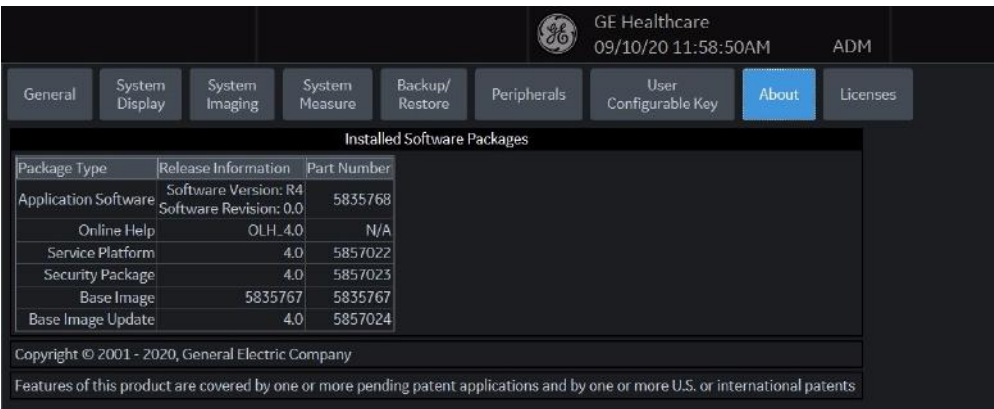 GE Healthcare
09/10/20 11:58:50AM ADM
General System Display System Imaging System Measure Backup/ Restore Peripherals User Configurable Key About Licenses
Installed Software Packages
Package Type Release Information Part Number
Application Software Software Version: R4 Software Revision: 0.0 5835768
Online Help OLH_4.0 N/A
Service Platform 4.0 5857022
Security Package 4.0 5857023
Base Image 5835767 5835767
Base Image Update 4.0 5857024
Copyright © 2001 - 2020, General Electric Company
Features of this product are covered by one or more pending patent applications and by one or more U.S. or international patents